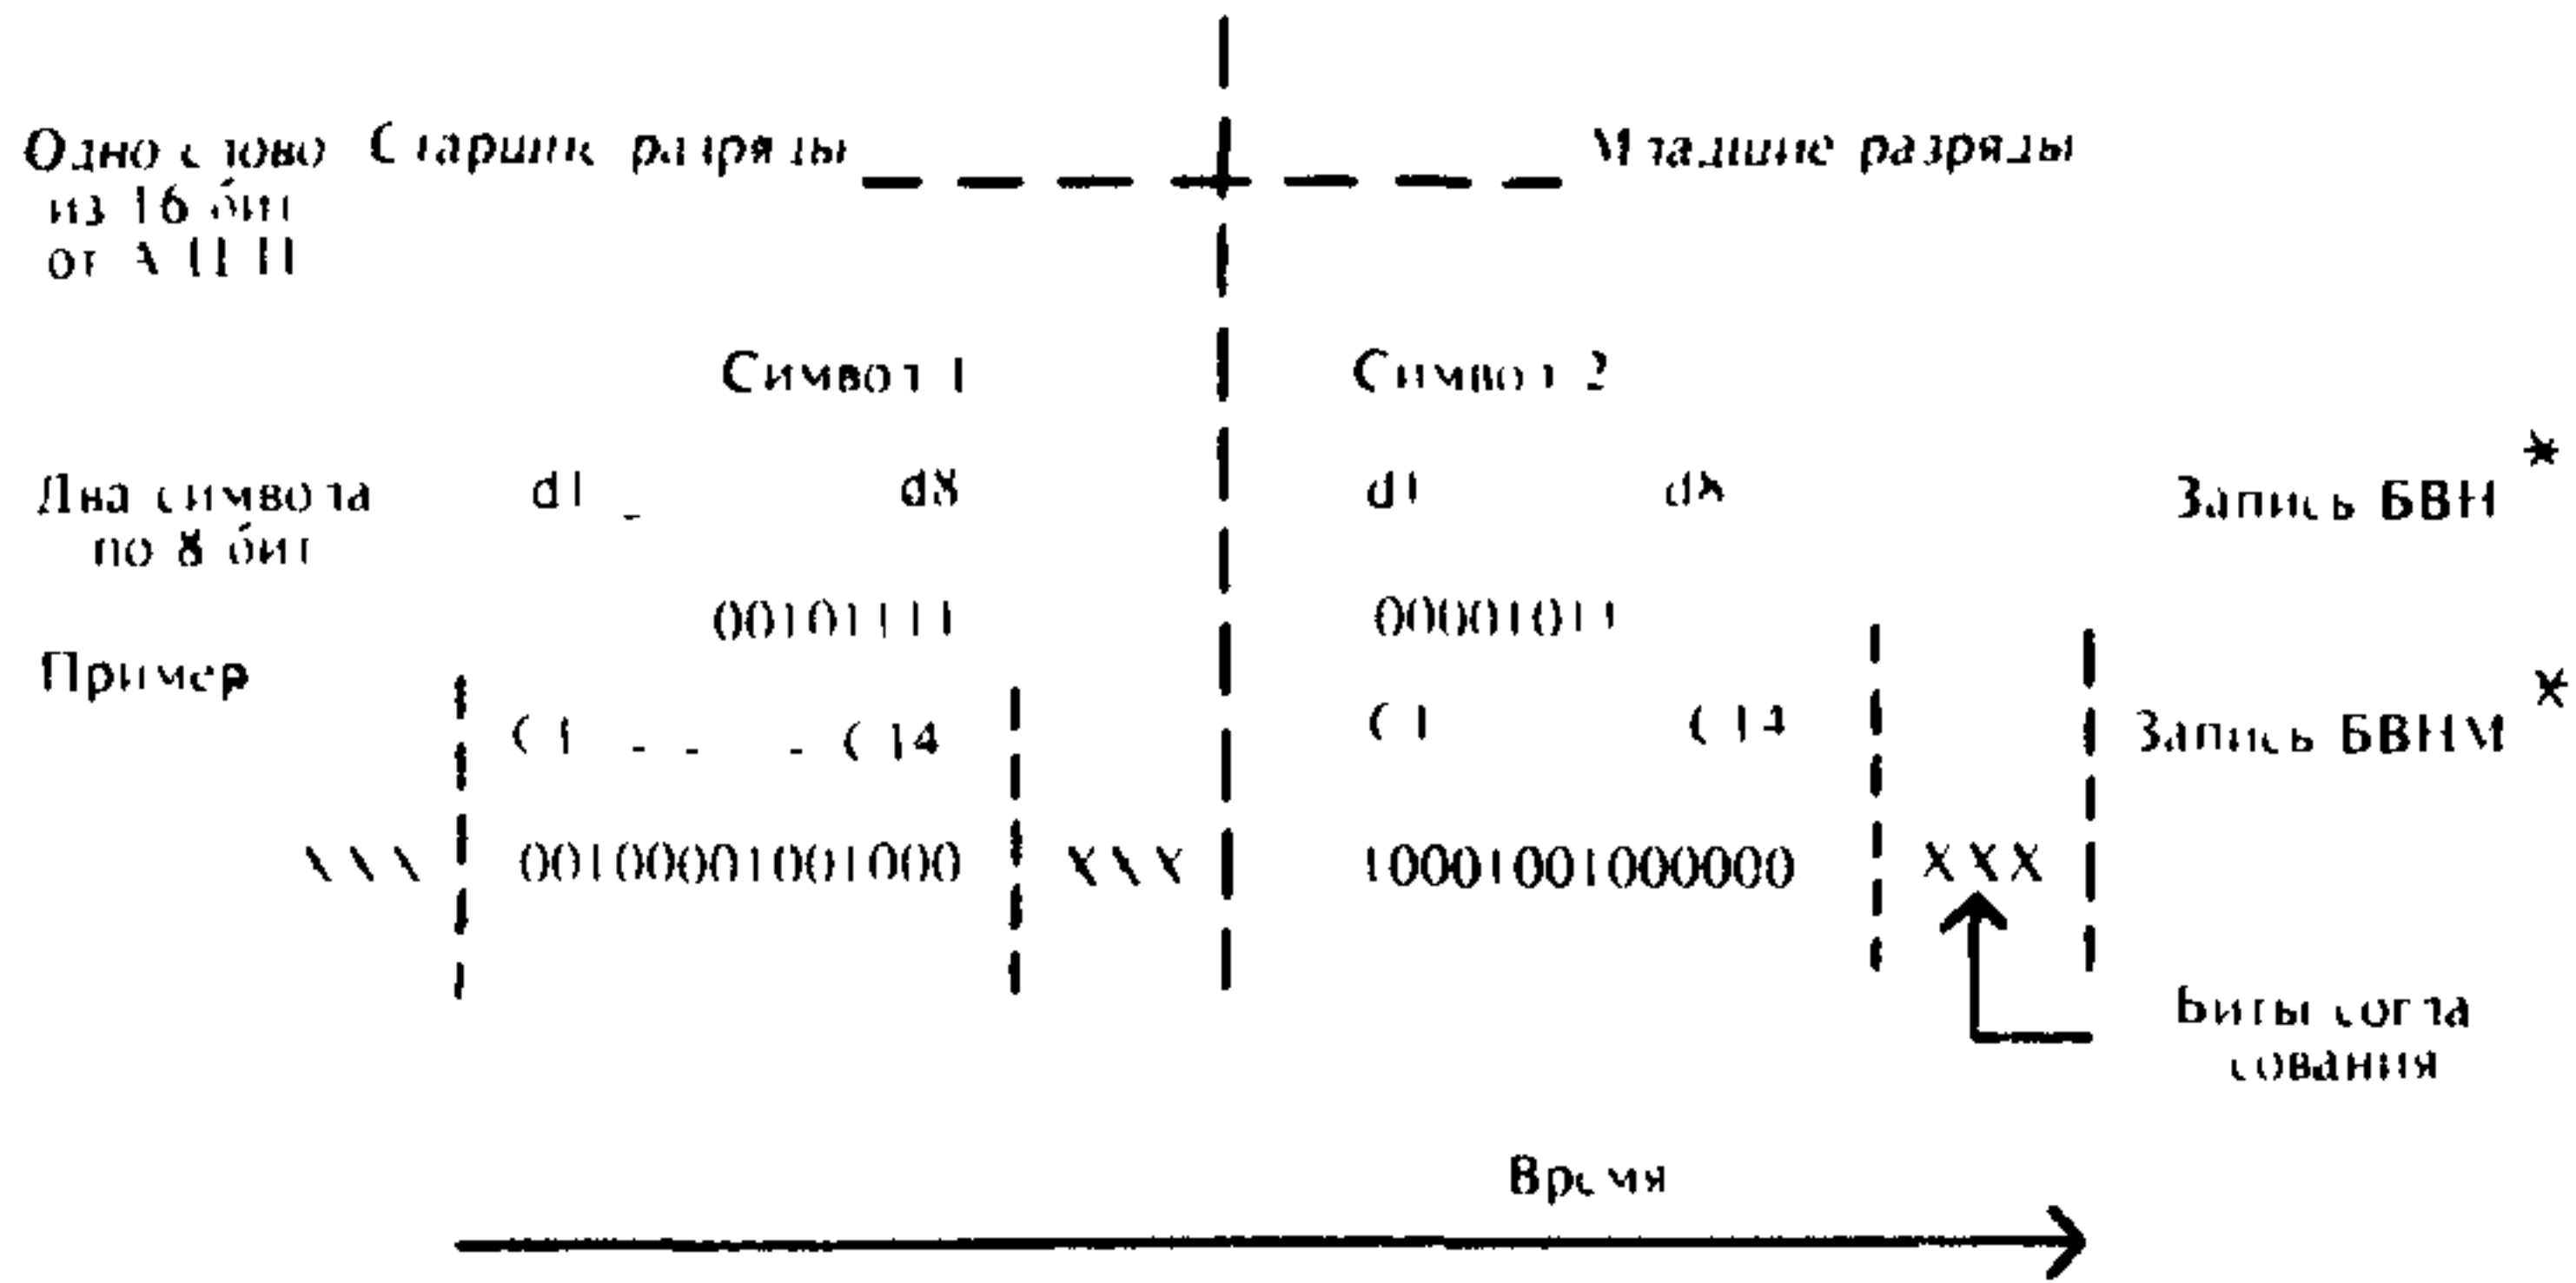 Одно слово Старшие разряды Младшие разряды
из 16 бит
от АЦП
Символ 1 Символ 2
Два символа d1 d8 d1 d8 Запись БВН *
по 8 бит
00101111 00001011
Пример
C1 - - - C14 C1 C14 Запись БВНМ *
XXX 00100001001000 XXX 10001001000000 XXX
Биты согла
сования
Время